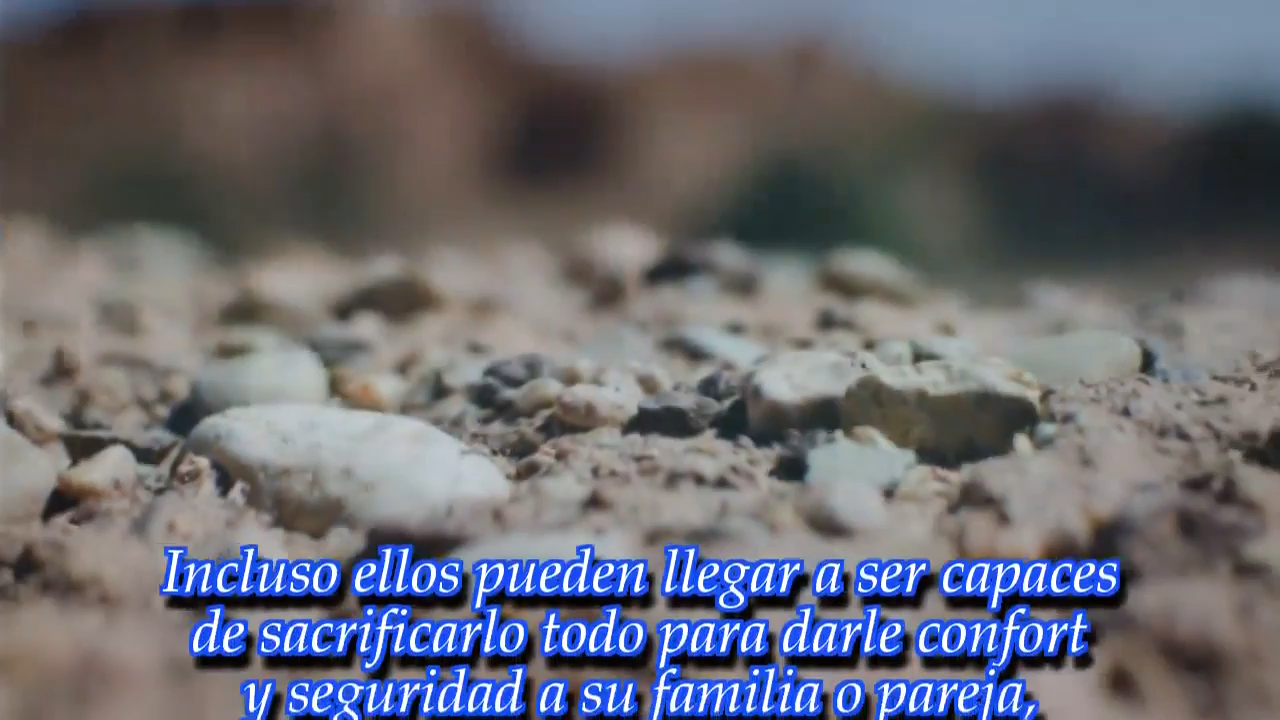 Incluso ellos pueden llegar a ser capaces
de sacrificarlo todo para darle confort
y seguridad a su familia o pareja,